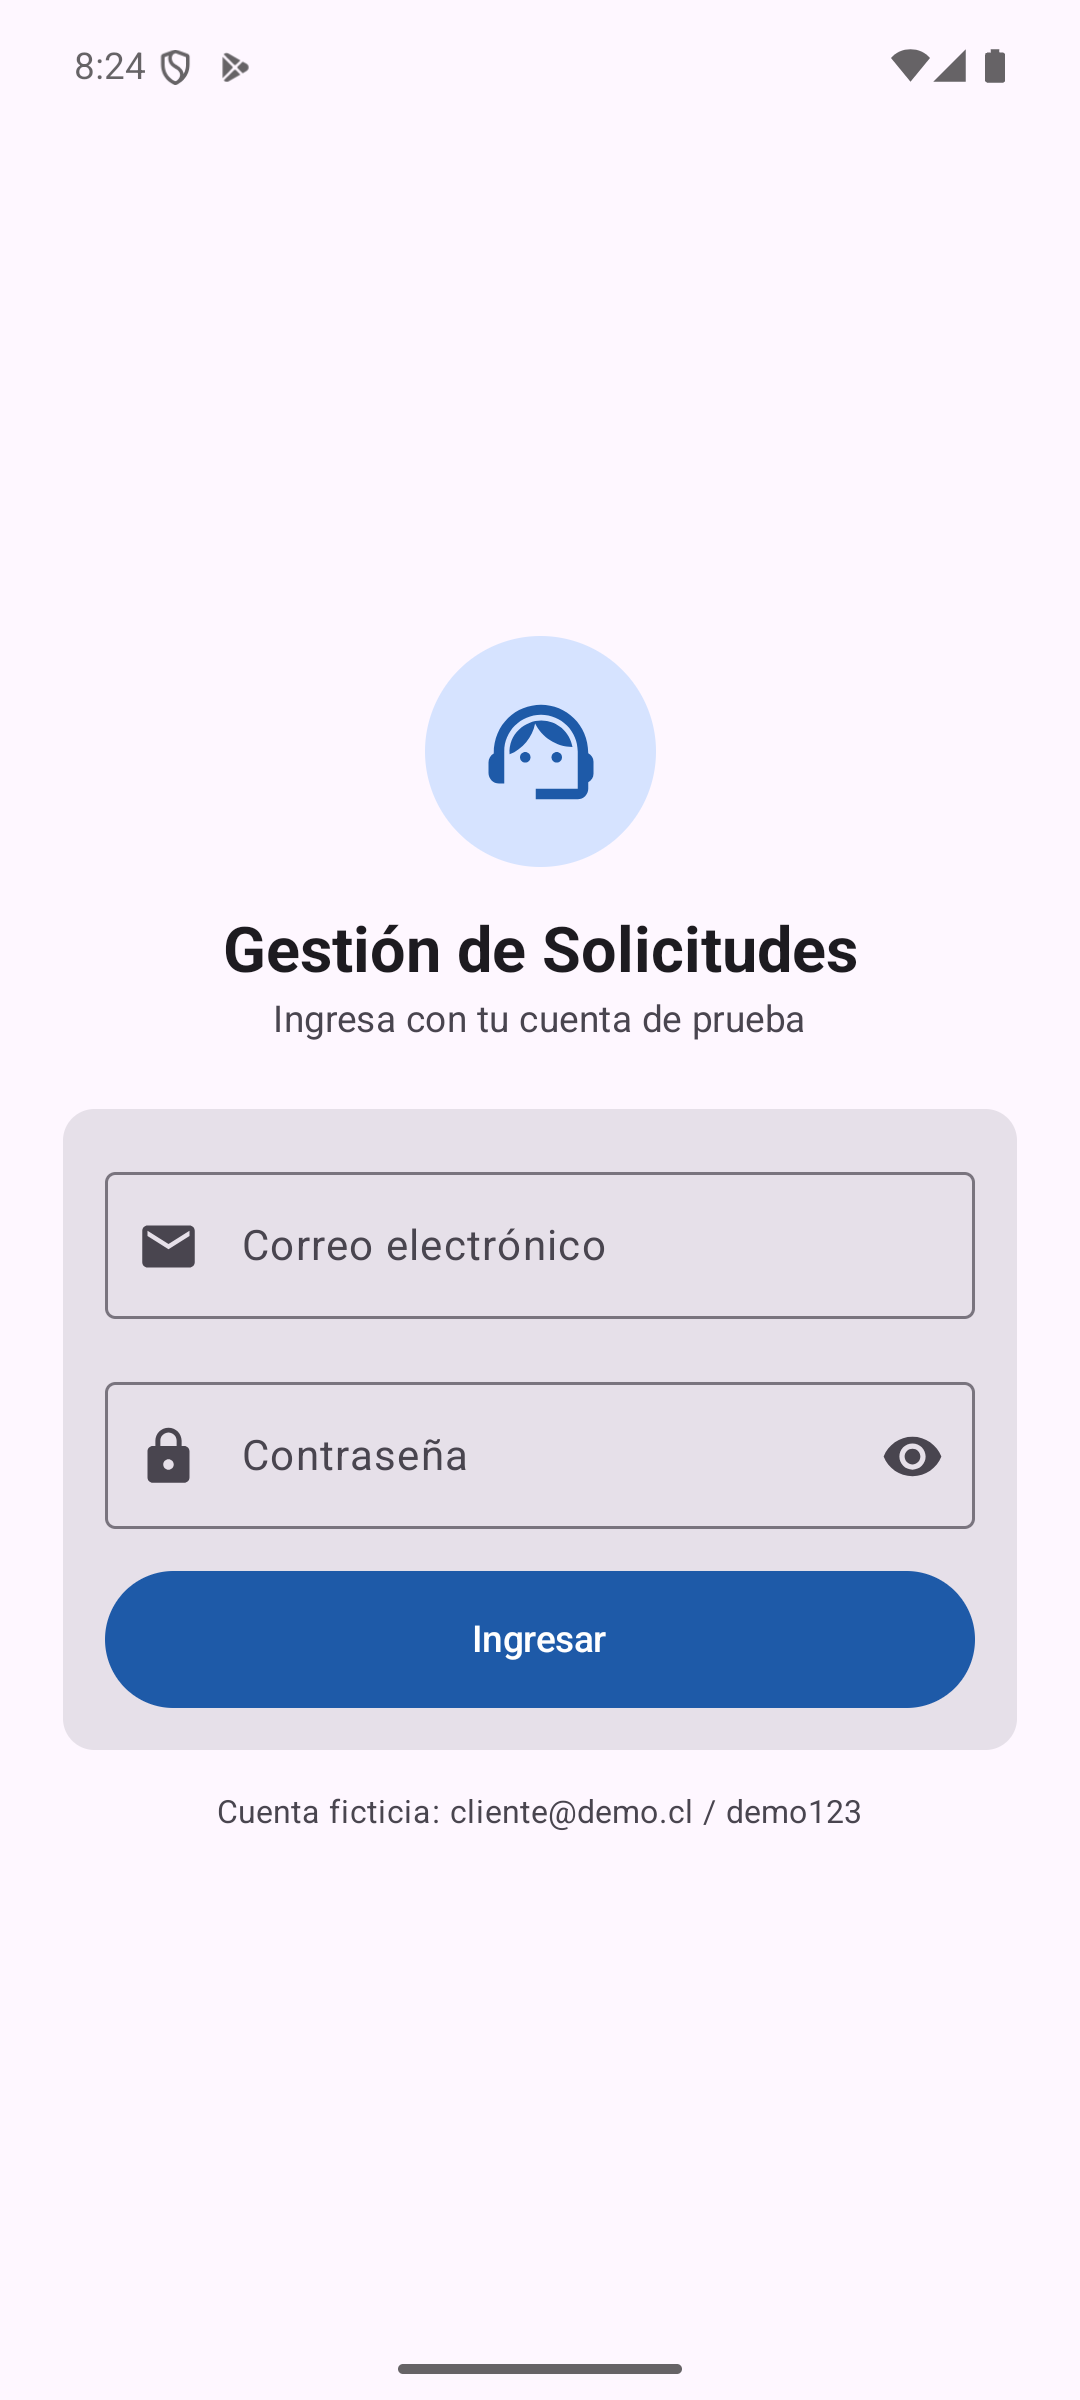 8:24
Gestión de Solicitudes
Ingresa con tu cuenta de prueba
Correo electrónico
Contraseña
Ingresar
Cuenta ficticia: cliente@demo.cl / demo123